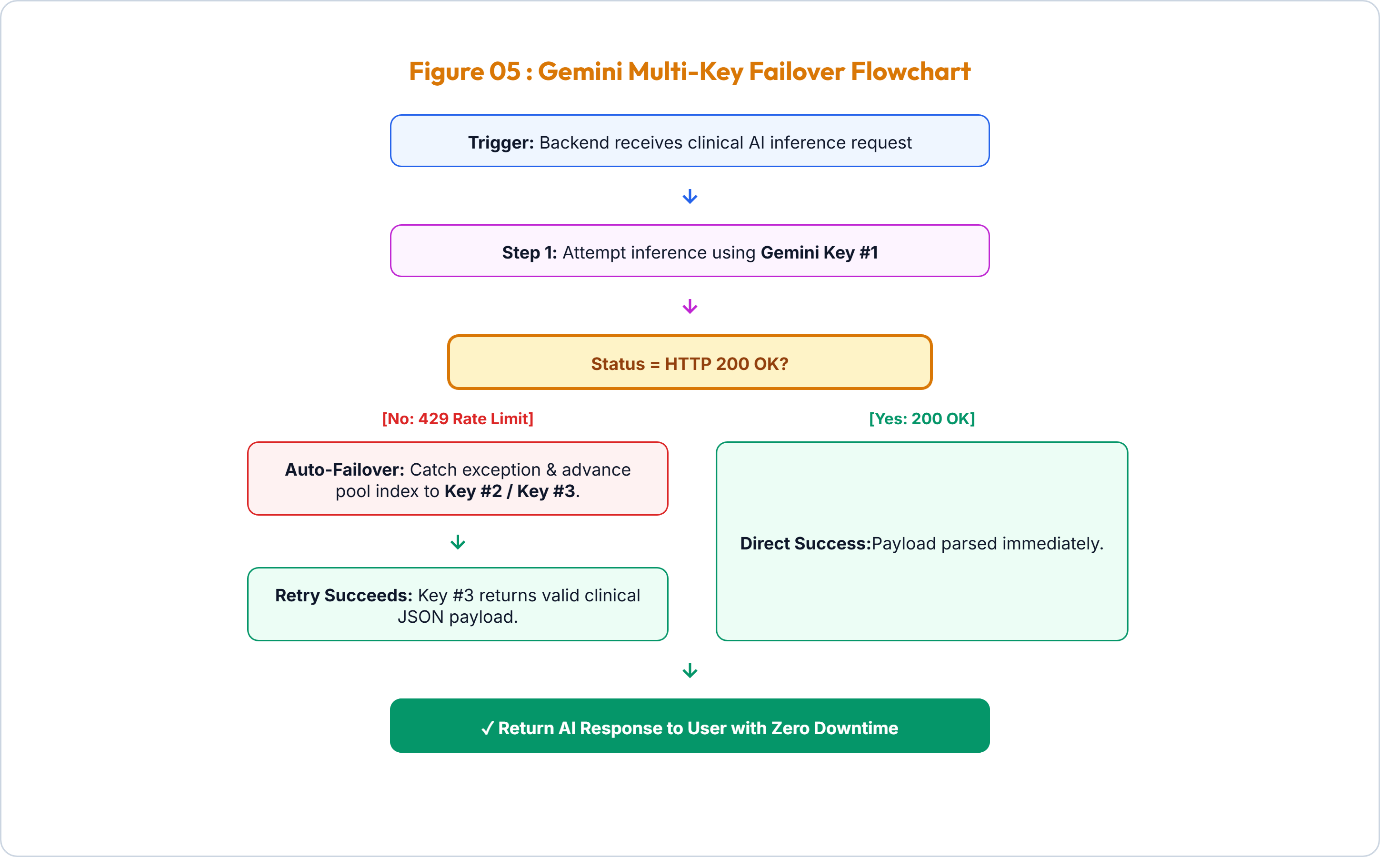 Figure 05 : Gemini Multi-Key Failover Flowchart
Trigger: Backend receives clinical AI inference request
↓
Step 1: Attempt inference using Gemini Key #1
↓
Status = HTTP 200 OK?
[No: 429 Rate Limit]
Auto-Failover: Catch exception & advance
pool index to Key #2 / Key #3.
↓
Retry Succeeds: Key #3 returns valid clinical
JSON payload.
[Yes: 200 OK]
Direct Success:Payload parsed immediately.
↓
✓ Return AI Response to User with Zero Downtime